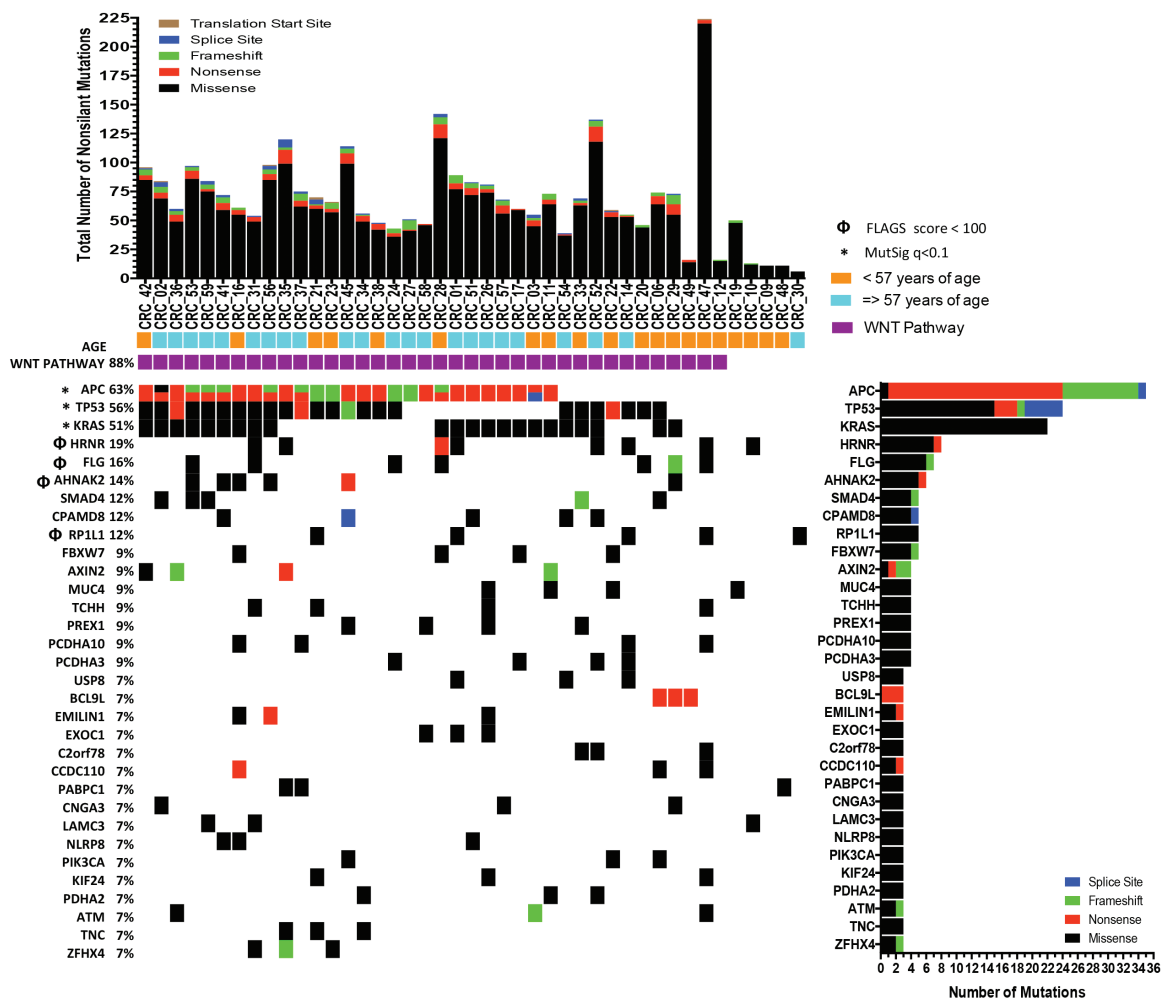 Total Number of Nonsilant Mutations
225
200
175
150
125
100
75
50
25
0
Translation Start Site
Splice Site
Frameshift
Nonsense
Missense
CRC_42
CRC_02
CRC_36
CRC_53
CRC_59
CRC_41
CRC_16
CRC_31
CRC_56
CRC_35
CRC_37
CRC_21
CRC_23
CRC_45
CRC_34
CRC_38
CRC_24
CRC_27
CRC_58
CRC_28
CRC_01
CRC_51
CRC_26
CRC_57
CRC_17
CRC_03
CRC_11
CRC_54
CRC_33
CRC_52
CRC_22
CRC_14
CRC_20
CRC_06
CRC_29
CRC_49
CRC_47
CRC_12
CRC_19
CRC_10
CRC_09
CRC_48
CRC_30
Φ FLAGS score < 100
* MutSig q<0.1
< 57 years of age
=> 57 years of age
WNT Pathway
AGE
WNT PATHWAY 88%
* APC 63%
* TP53 56%
* KRAS 51%
Φ HRNR 19%
Φ FLG 16%
Φ AHNAK2 14%
SMAD4 12%
CPAMD8 12%
Φ RP1L1 12%
FBXW7 9%
AXIN2 9%
MUC4 9%
TCHH 9%
PREX1 9%
PCDHA10 9%
PCDHA3 9%
USP8 7%
BCL9L 7%
EMILIN1 7%
EXOC1 7%
C2orf78 7%
CCDC110 7%
PABPC1 7%
CNGA3 7%
LAMC3 7%
NLRP8 7%
PIK3CA 7%
KIF24 7%
PDHA2 7%
ATM 7%
TNC 7%
ZFHX4 7%
APC
TP53
KRAS
HRNR
FLG
AHNAK2
SMAD4
CPAMD8
RP1L1
FBXW7
AXIN2
MUC4
TCHH
PREX1
PCDHA10
PCDHA3
USP8
BCL9L
EMILIN1
EXOC1
C2orf78
CCDC110
PABPC1
CNGA3
LAMC3
NLRP8
PIK3CA
KIF24
PDHA2
ATM
TNC
ZFHX4
Splice Site
Frameshift
Nonsense
Missense
0 2 4 6 8 10 12 14 16 18 20 22 24 26 28 30 32 34 36
Number of Mutations